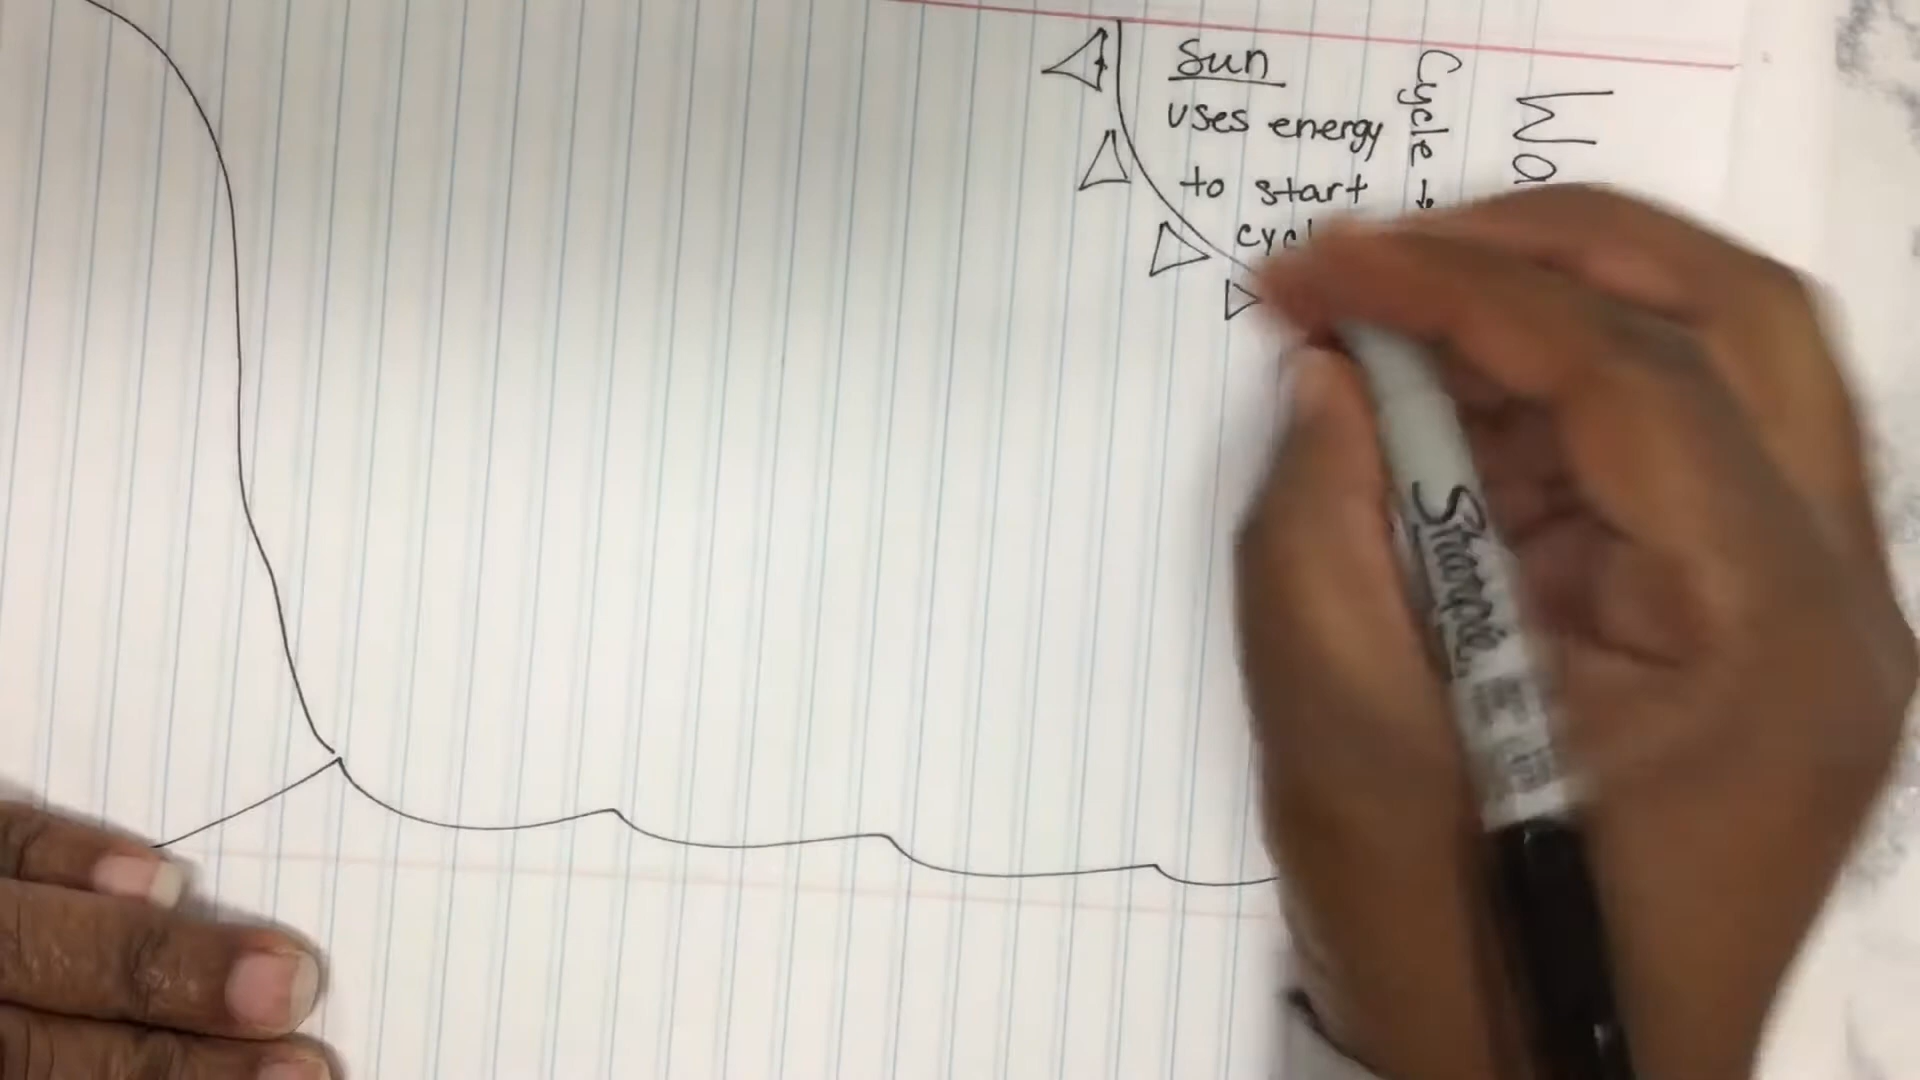 Sun
uses energy
to start
Cycle →
Sharpie